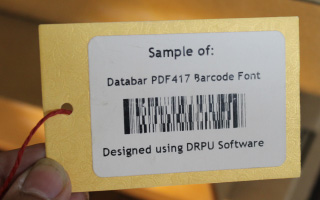 Sample of:
Databar PDF417 Barcode Font
Designed using DRPU Software